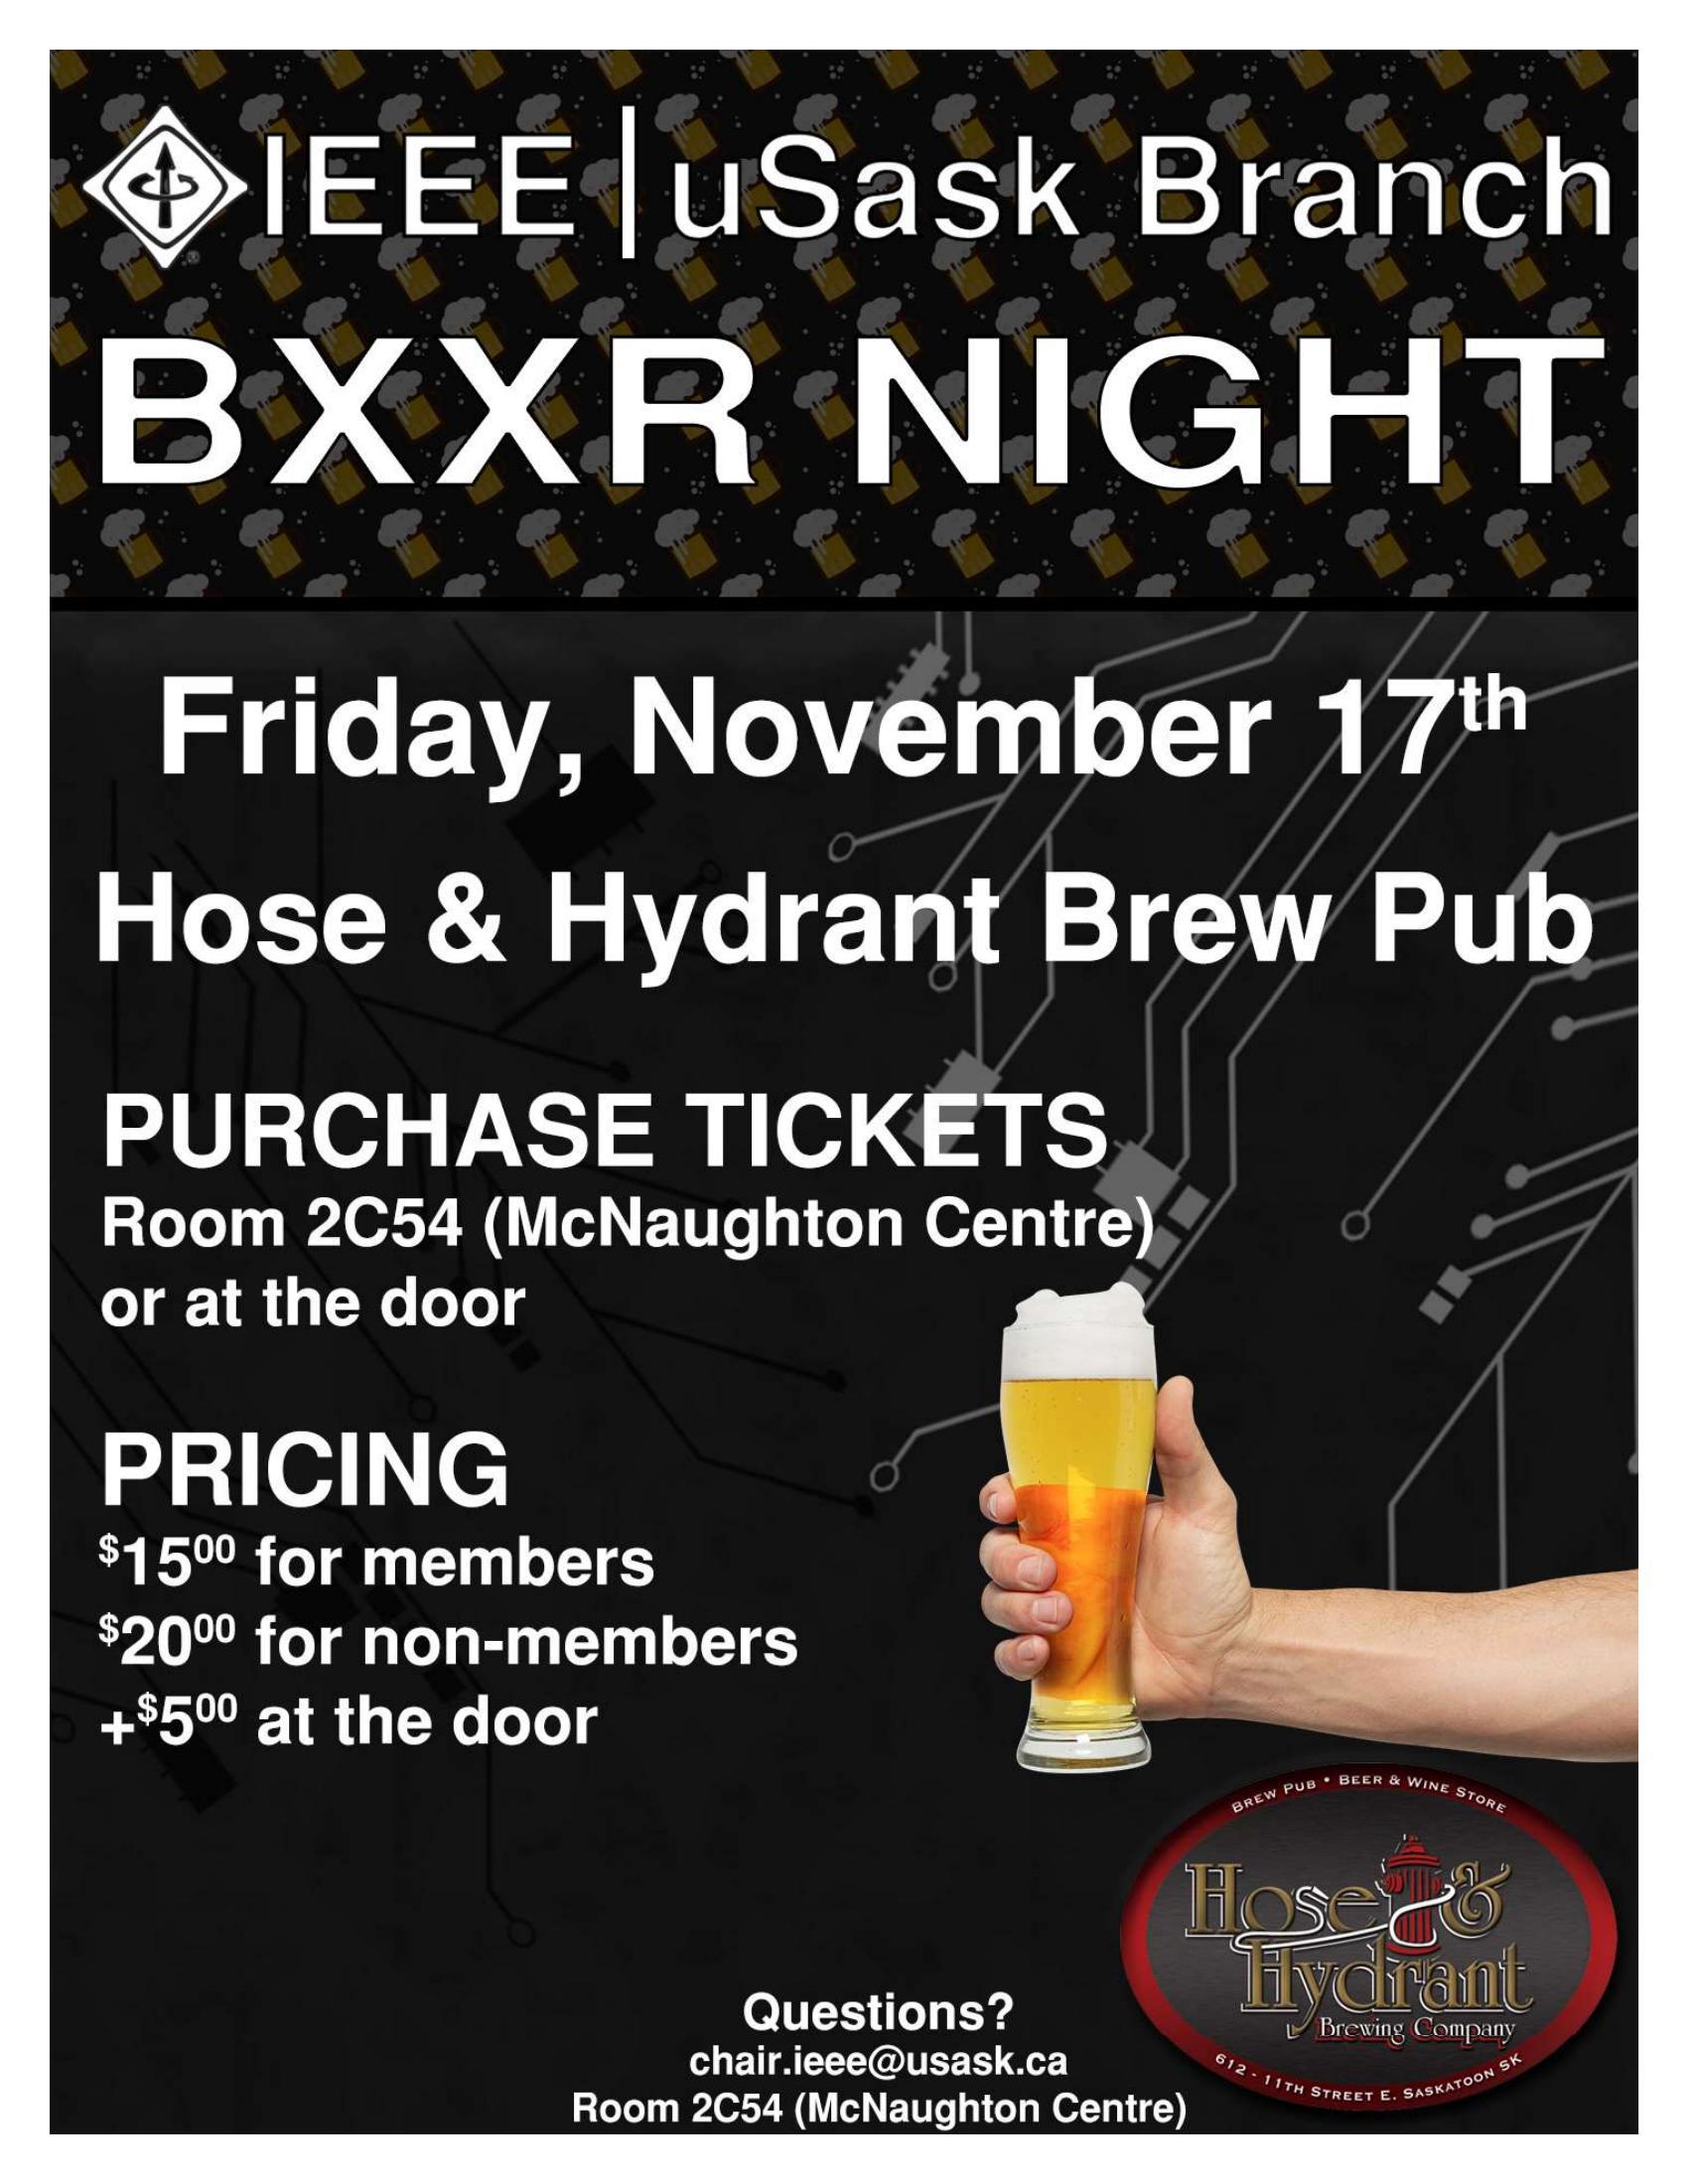 IEEE | uSask Branch
BXXR NIGHT
Friday, November 17th
Hose & Hydrant Brew Pub
PURCHASE TICKETS
Room 2C54 (McNaughton Centre)
or at the door
PRICING
$1500 for members
$2000 for non-members
+$500 at the door
BREW PUB • BEER & WINE STORE
Hose &
Hydrant
Brewing Company
612 - 11TH STREET E. SASKATOON SK
Questions?
chair.ieee@usask.ca
Room 2C54 (McNaughton Centre)